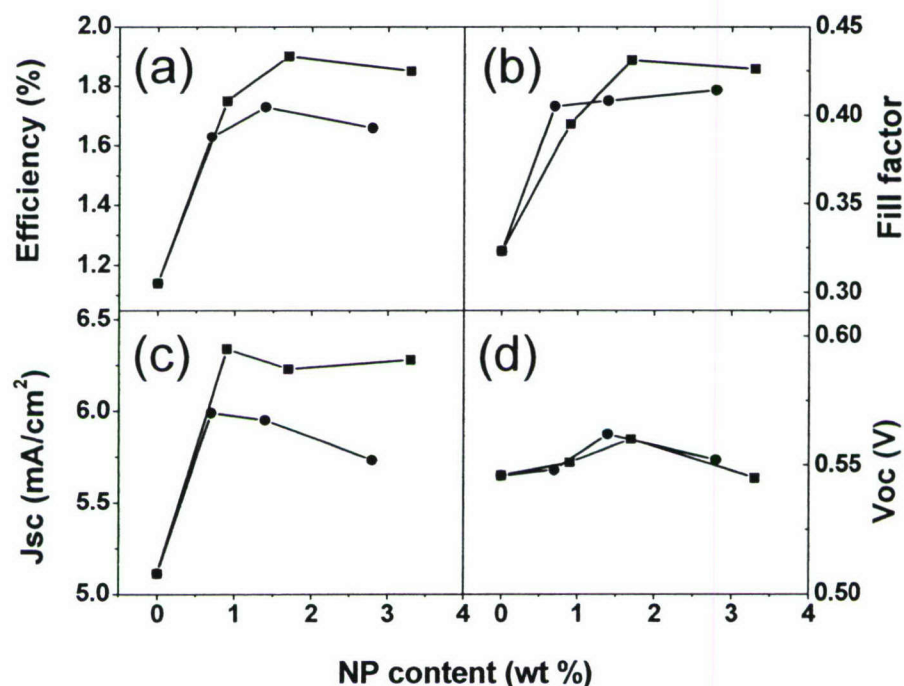 2.0
1.8
1.6
1.4
1.2
Efficiency (%)
(a)
(b)
0.45
0.40
0.35
0.30
Fill factor
6.5
6.0
5.5
5.0
Jsc (mA/cm²)
(c)
(d)
0.60
0.55
0.50
Voc (V)
0 1 2 3 4
0 1 2 3 4
NP content (wt %)